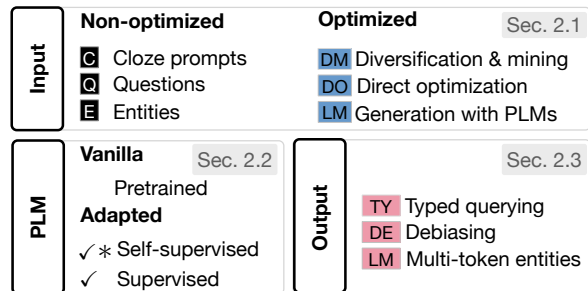 Input
Non-optimized
C Cloze prompts
Q Questions
E Entities
Optimized
Sec. 2.1
DM Diversification & mining
DO Direct optimization
LM Generation with PLMs
PLM
Vanilla
Sec. 2.2
Pretrained
Adapted
✓* Self-supervised
✓ Supervised
Output
Sec. 2.3
TY Typed querying
DE Debiasing
LM Multi-token entities